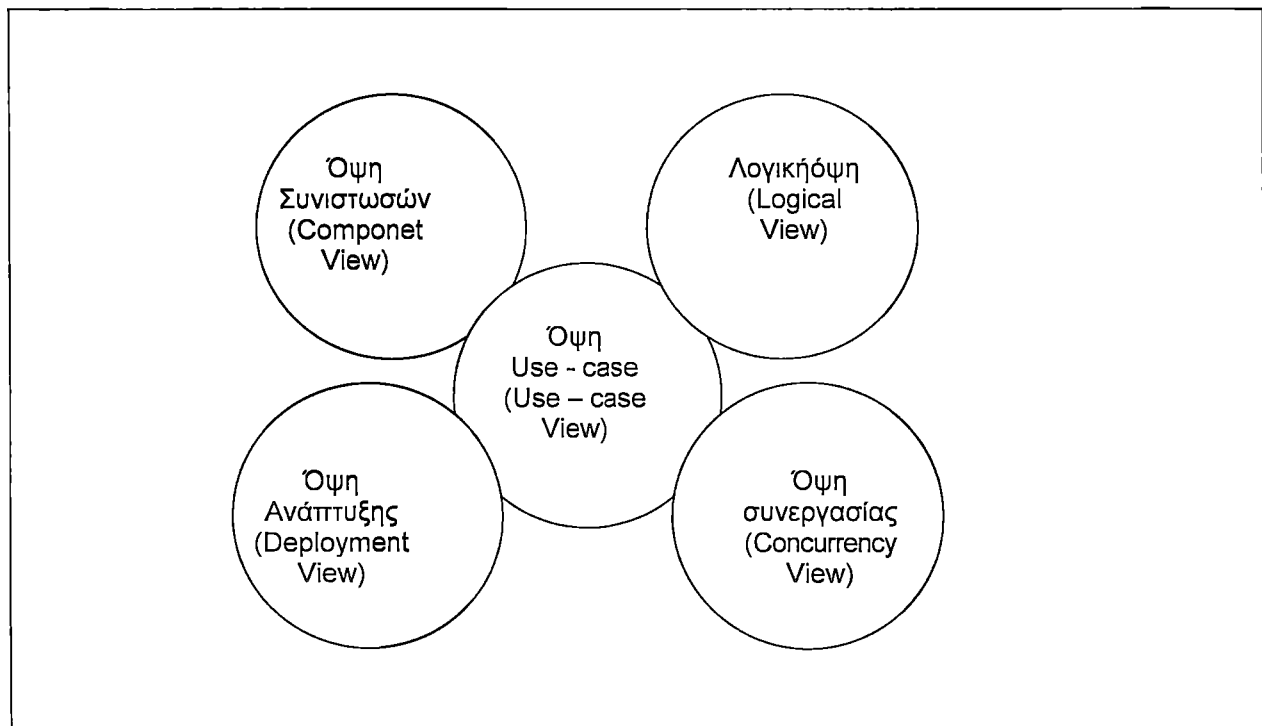 Όψη
Συνιστωσών
(Componet
View)
Λογικήόψη
(Logical
View)
Όψη
Use - case
(Use – case
View)
Όψη
Ανάπτυξης
(Deployment
View)
Όψη
συνεργασίας
(Concurrency
View)